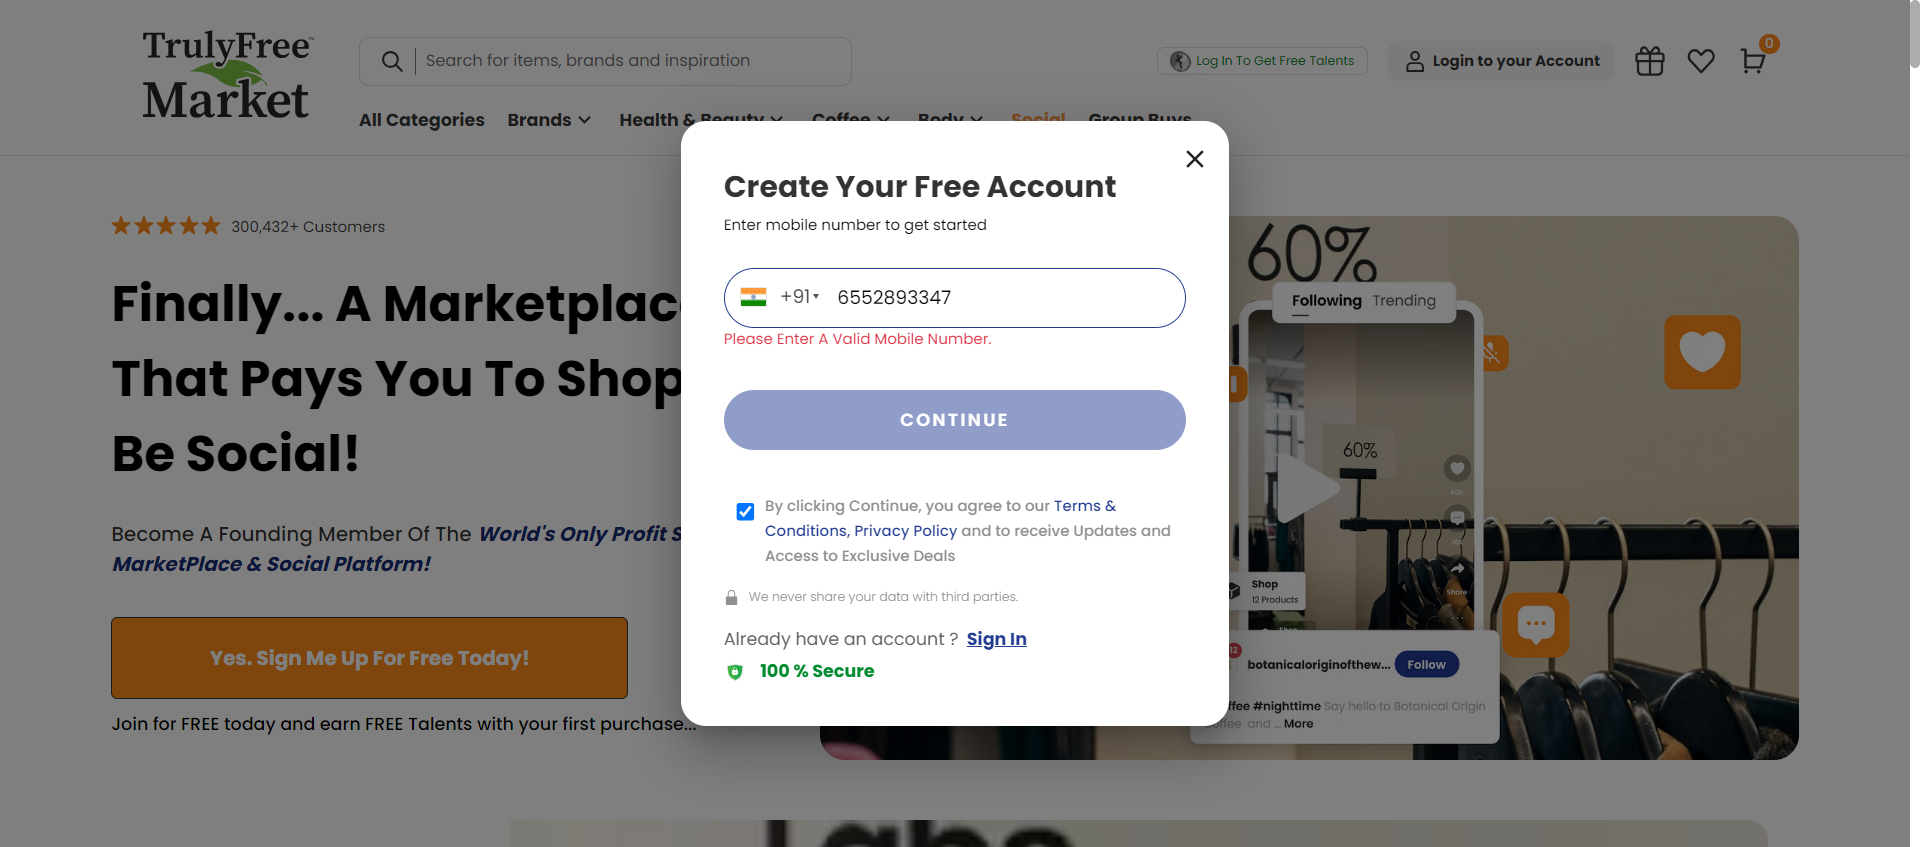 TrulyFree™
Market
Search for items, brands and inspiration
Log In To Get Free Talents
Login to your Account
0
All Categories
Brands
Health & Beauty
Coffee
Body
Social
Group Buys
300,432+ Customers
Finally... A Marketplac
That Pays You To Shop
Be Social!
Become A Founding Member Of The World's Only Profit S
MarketPlace & Social Platform!
Yes. Sign Me Up For Free Today!
Join for FREE today and earn FREE Talents with your first purchase...
Create Your Free Account
Enter mobile number to get started
+91
6552893347
Please Enter A Valid Mobile Number.
CONTINUE
By clicking Continue, you agree to our Terms &
Conditions, Privacy Policy and to receive Updates and
Access to Exclusive Deals
We never share your data with third parties.
Already have an account ? Sign In
100 % Secure
60%
Following Trending
60%
40K
10K
Share
Shop
12 Products
Shop
12
botanicaloriginofthew...
Follow
ffee #nighttime Say hello to Botanical Origin
offee and ... More